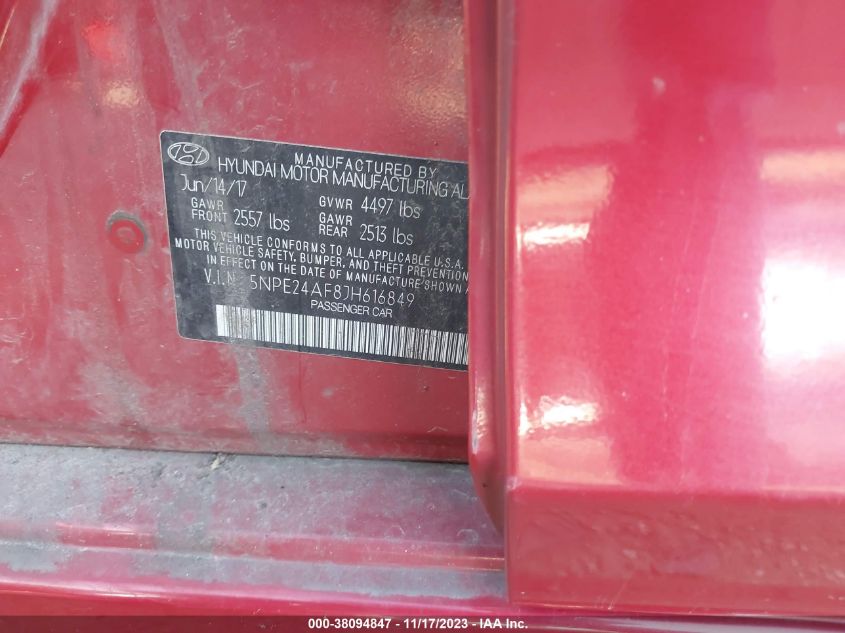 MANUFACTURED BY
HYUNDAI MOTOR MANUFACTURING
Jun/14/17
GAWR FRONT 2557 lbs
GVWR 4497 lbs
GAWR REAR 2513 lbs
THIS VEHICLE CONFORMS TO ALL APPLICABLE U.S.A.
MOTOR VEHICLE SAFETY, BUMPER, AND THEFT PREVENTION
IN EFFECT ON THE DATE OF MANUFACTURE SHOWN
V.I.N 5NPE24AF8JH616849
PASSENGER CAR
000-38094847 - 11/17/2023 - IAA Inc.